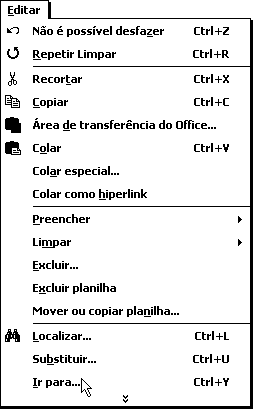 Editar
Não é possível desfazer Ctrl+Z
Repetir Limpar Ctrl+R
Recortar Ctrl+X
Copiar Ctrl+C
Área de transferência do Office...
Colar Ctrl+V
Colar especial...
Colar como hiperlink
Preencher
Limpar
Excluir...
Excluir planilha
Mover ou copiar planilha...
Localizar... Ctrl+L
Substituir... Ctrl+U
Ir para... Ctrl+Y